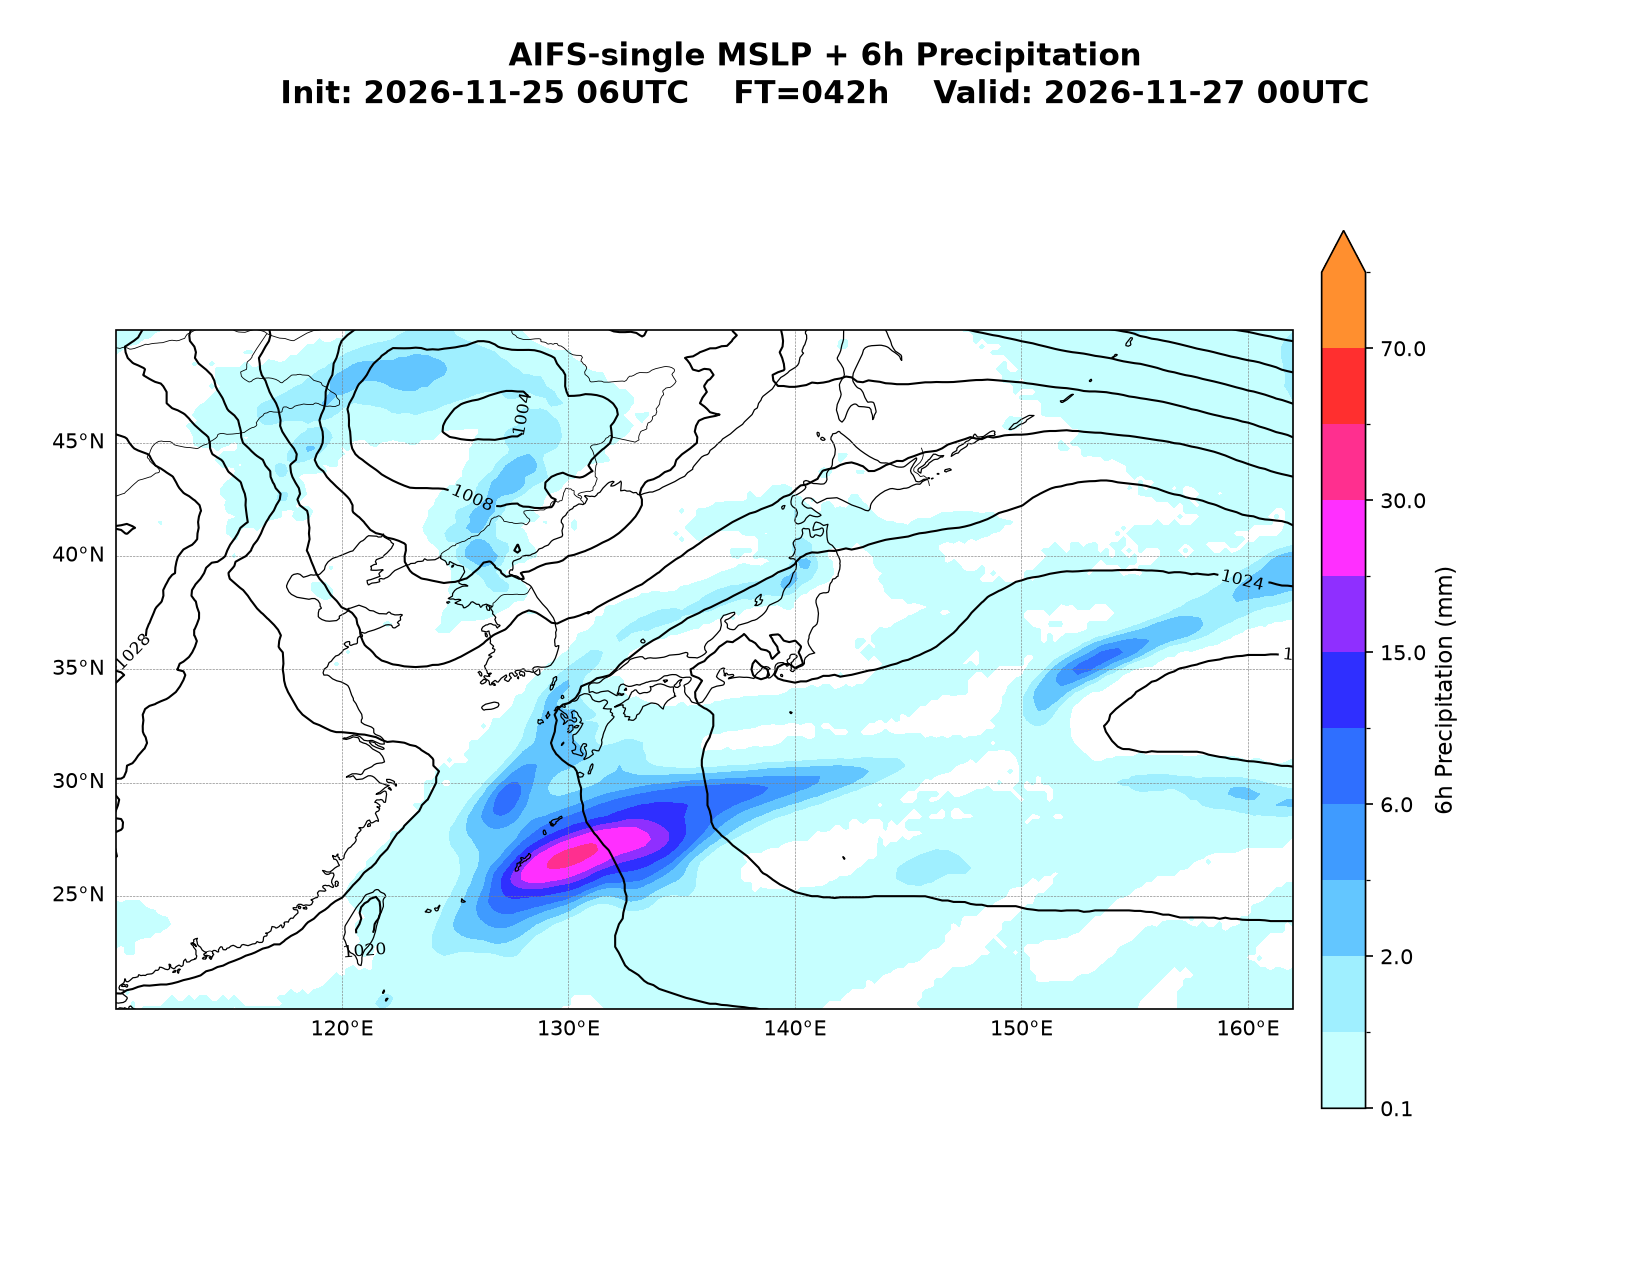 AIFS-single MSLP + 6h Precipitation
Init: 2026-11-25 06UTC    FT=042h    Valid: 2026-11-27 00UTC
70.0
30.0
15.0
6.0
2.0
0.1
6h Precipitation (mm)
45°N
40°N
35°N
30°N
25°N
1004
1008
1024
1028
1
1020
120°E
130°E
140°E
150°E
160°E